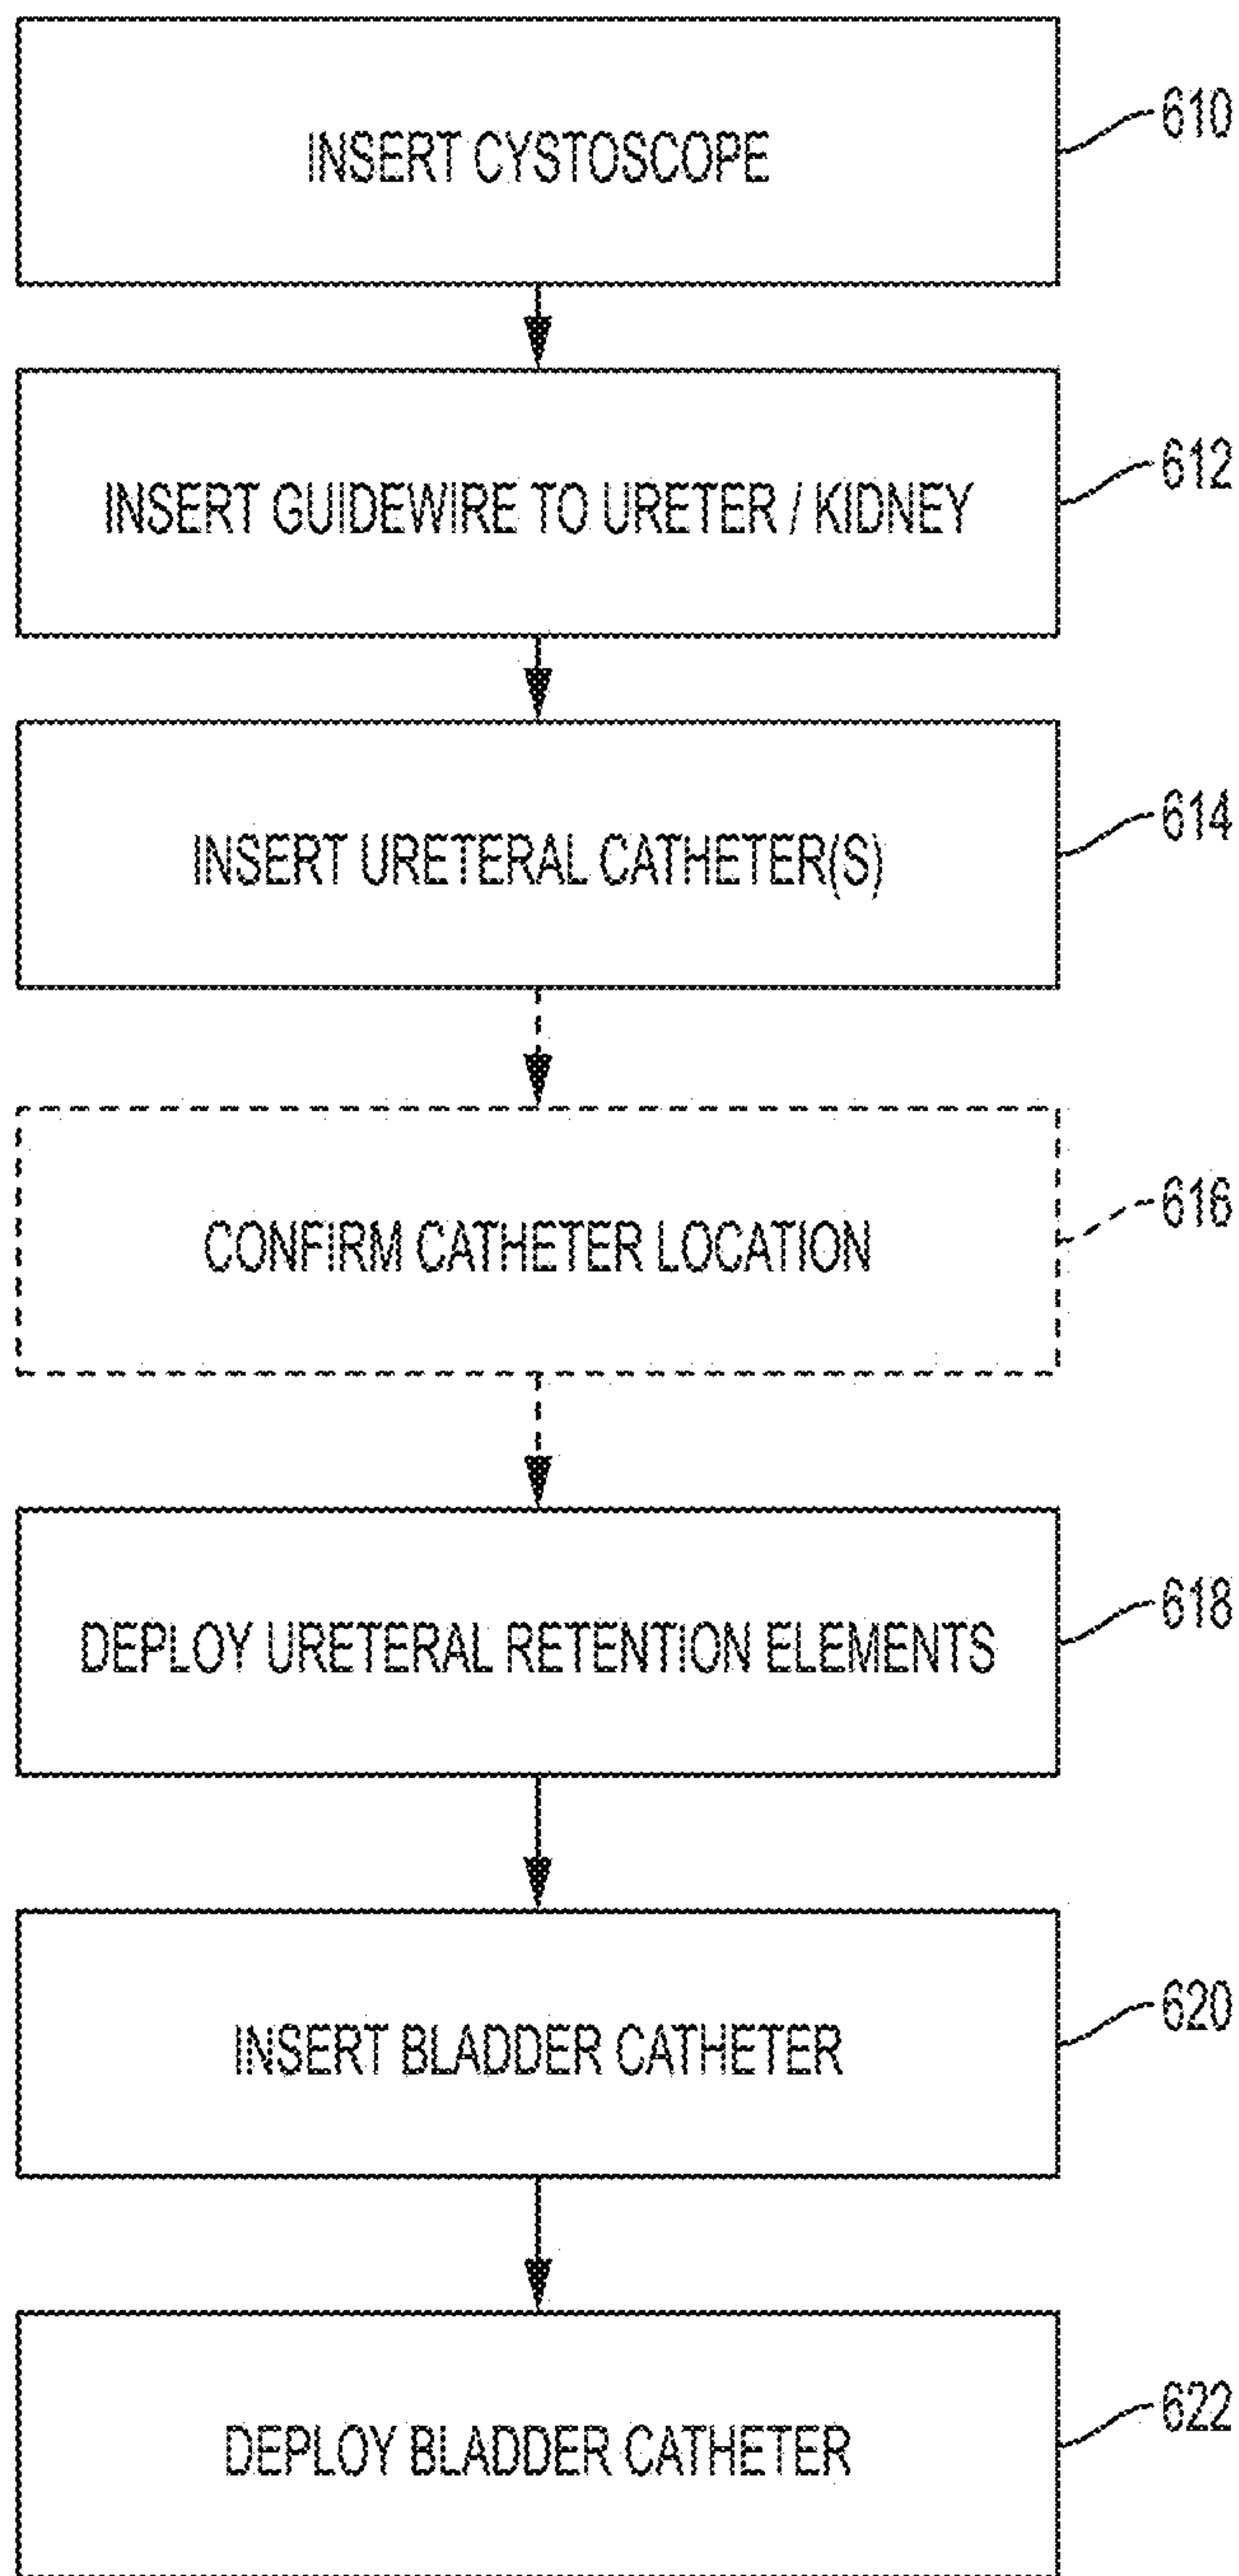 INSERT CYSTOSCOPE
610
INSERT GUIDEWIRE TO URETER / KIDNEY
612
INSERT URETERAL CATHETER(S)
614
CONFIRM CATHETER LOCATION
616
DEPLOY URETERAL RETENTION ELEMENTS
618
INSERT BLADDER CATHETER
620
DEPLOY BLADDER CATHETER
622